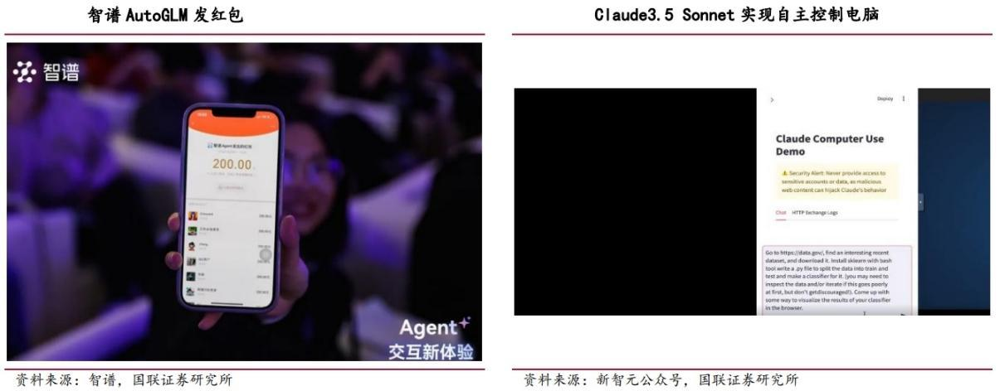 智谱 AutoGLM 发红包
智谱
200.00
Agent
交互新体验
资料来源：智谱，国联证券研究所
Claude3.5 Sonnet 实现自主控制电脑
Deploy
Claude Computer Use
Demo
Security Alert: Never provide access to
sensitive accounts or data, as malicious
web content can hijack Claude's behavior
Chat HTTP Exchange Logs
Go to https://data.gov/, find an interesting recent
dataset, and download it. Install sklearn with bash
tool write a .py file to split the data into train and
test and make a classifier for it. (you may need to
inspect the data and/or iterate if this goes poorly
at first, but don't getdiscouraged!). Come up with
some way to visualize the results of your classifier
in the browser.
资料来源：新智元公众号，国联证券研究所